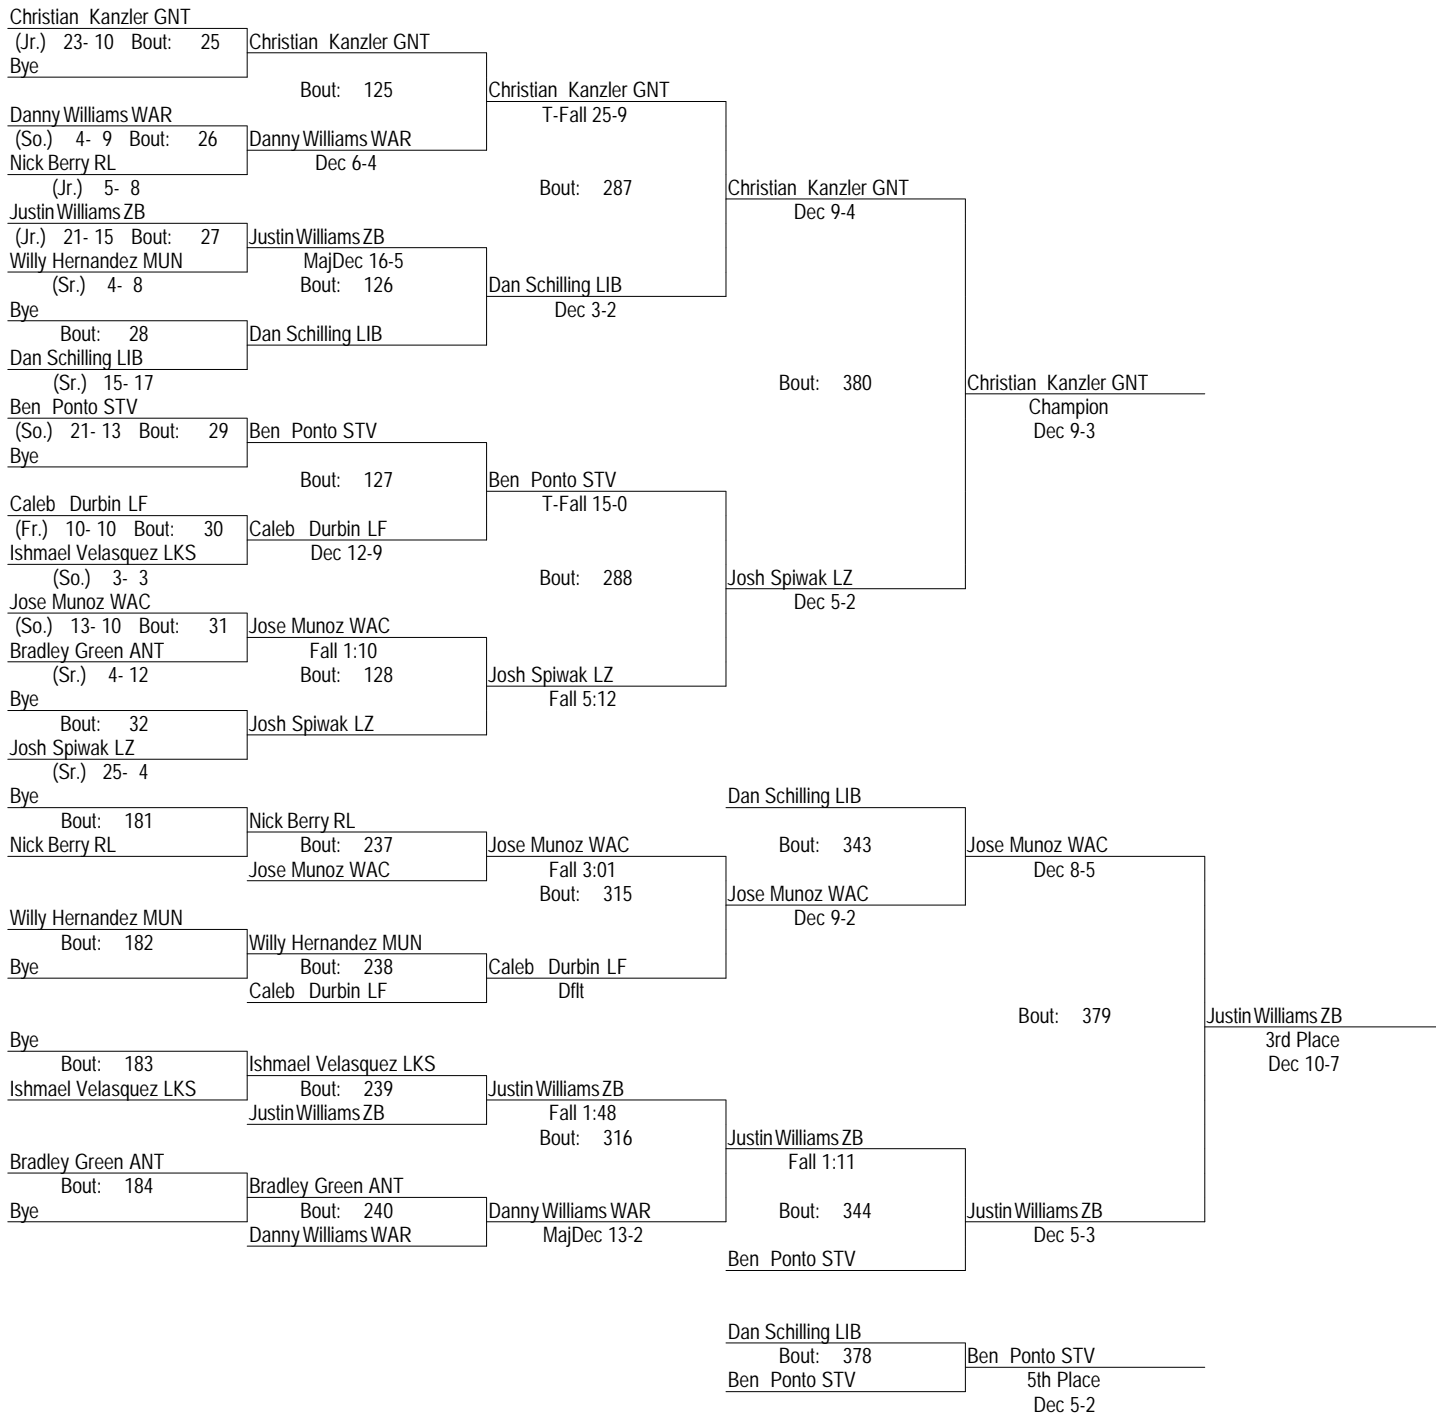 Christian Kanzler GNT
(Jr.) 23- 10 Bout: 25 Christian Kanzler GNT
Bye
Bout: 125 Christian Kanzler GNT
Danny Williams WAR T-Fall 25-9
(So.) 4- 9 Bout: 26 Danny Williams WAR
Nick Berry RL Dec 6-4
(Jr.) 5- 8 Bout: 287 Christian Kanzler GNT
Justin Williams ZB Dec 9-4
(Jr.) 21- 15 Bout: 27 Justin Williams ZB
Willy Hernandez MUN MajDec 16-5
(Sr.) 4- 8 Bout: 126 Dan Schilling LIB
Bye Dec 3-2
Bout: 28 Dan Schilling LIB
Dan Schilling LIB
(Sr.) 15- 17 Bout: 380 Christian Kanzler GNT
Ben Ponto STV Champion
(So.) 21- 13 Bout: 29 Ben Ponto STV Dec 9-3
Bye
Bout: 127 Ben Ponto STV
Caleb Durbin LF T-Fall 15-0
(Fr.) 10- 10 Bout: 30 Caleb Durbin LF
Ishmael Velasquez LKS Dec 12-9
(So.) 3- 3 Bout: 288 Josh Spiwak LZ
Jose Munoz WAC Dec 5-2
(So.) 13- 10 Bout: 31 Jose Munoz WAC
Bradley Green ANT Fall 1:10
(Sr.) 4- 12 Bout: 128 Josh Spiwak LZ
Bye Fall 5:12
Bout: 32 Josh Spiwak LZ
Josh Spiwak LZ
(Sr.) 25- 4
Bye Dan Schilling LIB
Bout: 181 Nick Berry RL
Nick Berry RL Bout: 237 Jose Munoz WAC Bout: 343 Jose Munoz WAC
Jose Munoz WAC Fall 3:01 Dec 8-5
Bout: 315 Jose Munoz WAC
Willy Hernandez MUN Dec 9-2
Bout: 182 Willy Hernandez MUN
Bye Bout: 238 Caleb Durbin LF
Caleb Durbin LF Dflt
Bout: 379 Justin Williams ZB
Bye 3rd Place
Bout: 183 Ishmael Velasquez LKS Dec 10-7
Ishmael Velasquez LKS Bout: 239 Justin Williams ZB
Justin Williams ZB Fall 1:48
Bout: 316 Justin Williams ZB
Bradley Green ANT Fall 1:11
Bout: 184 Bradley Green ANT
Bye Bout: 240 Danny Williams WAR Bout: 344 Justin Williams ZB
Danny Williams WAR MajDec 13-2 Dec 5-3
Ben Ponto STV
Dan Schilling LIB
Bout: 378 Ben Ponto STV
Ben Ponto STV 5th Place
Dec 5-2